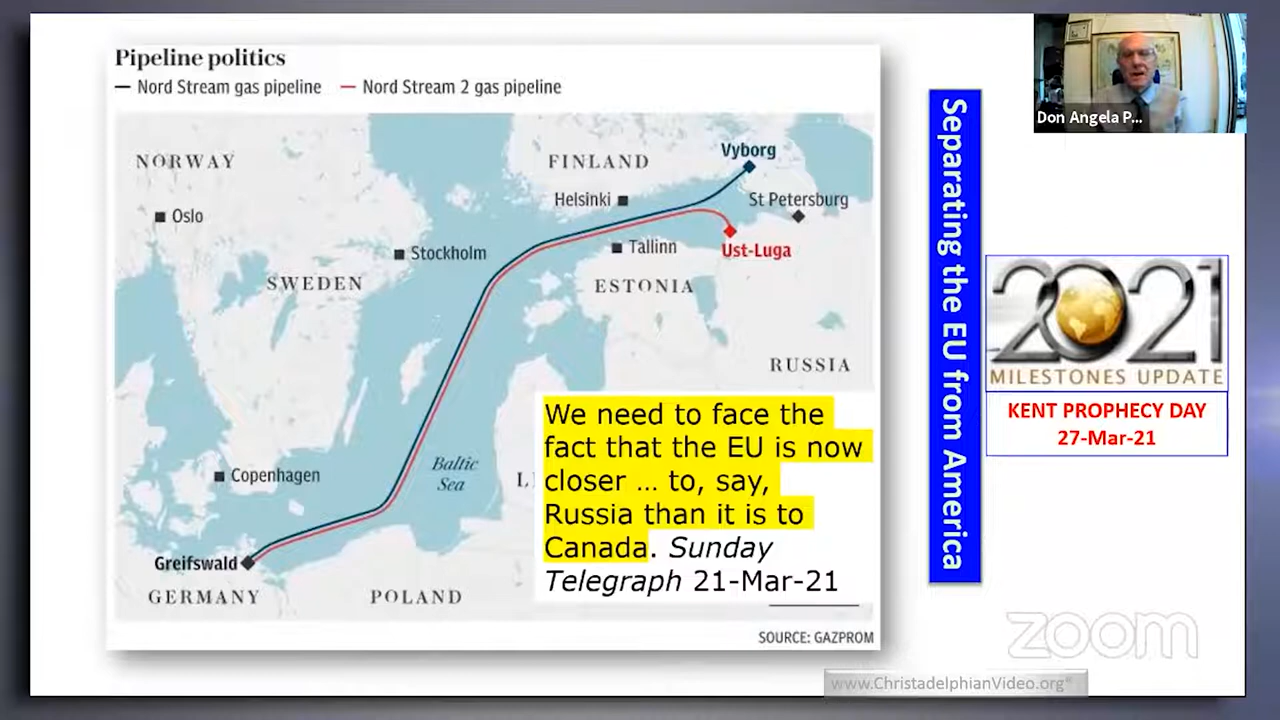 Pipeline politics
Nord Stream gas pipeline
Nord Stream 2 gas pipeline
NORWAY
Oslo
FINLAND
Vyborg
Helsinki
St Petersburg
Stockholm
Tallinn
Ust-Luga
SWEDEN
ESTONIA
RUSSIA
Copenhagen
Baltic
Sea
L
Greifswald
GERMANY
POLAND
SOURCE: GAZPROM
We need to face the
fact that the EU is now
closer ... to, say,
Russia than it is to
Canada. Sunday
Telegraph 21-Mar-21
Separating the EU from America
Don Angela P...
2021
MILESTONES UPDATE
KENT PROPHECY DAY
27-Mar-21
zoom
www.ChristadelphianVideo.org®